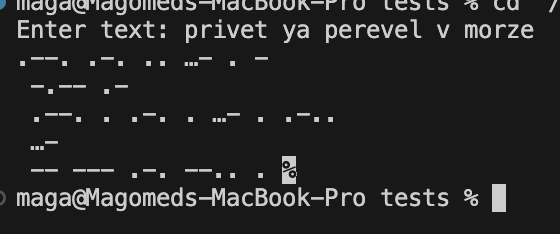 maga@Magomeds-MacBook-Pro tests % cd "/
Enter text: privet ya perevel v morze
.–—. .-. .. …- . -
-.—— .-
.——. . .-. . …- . .-..
…-
—— ——— .-. ——.. . %
maga@Magomeds-MacBook-Pro tests %